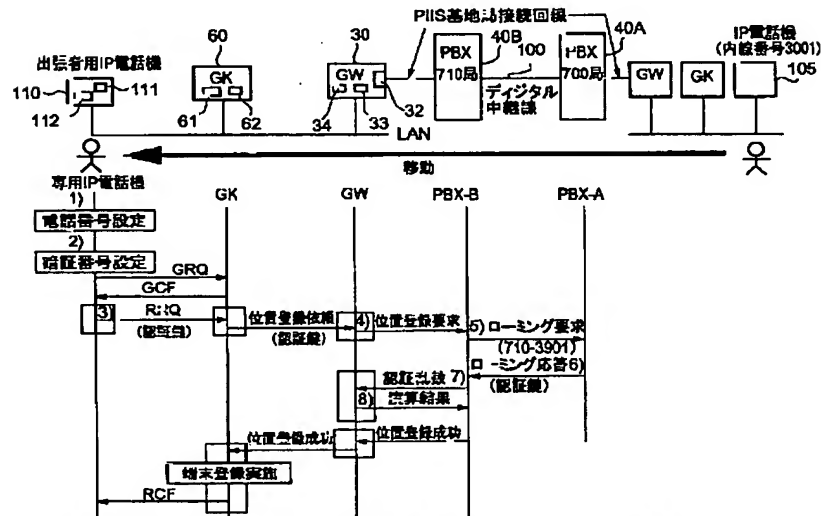 PHS基地局接続回線
出張者用IP電話機
110
111
112
60
GK
61
62
30
GW
34
33
32
PBX
710局
40B
100
ディジタル
中継線
PBX
700局
40A
IP電話機
(内線番号3001)
GW
GK
105
LAN
移動
専用IP電話機
GK
GW
PBX-B
PBX-A
1)
電話番号設定
2)
暗証番号設定
GRQ
GCF
3)
RRQ
(認証鍵)
位置登録依頼
(認証鍵)
4)
位置登録要求
5) ローミング要求
(710-3901)
ローミング応答6)
(認証鍵)
認証乱数 7)
8)
演算結果
位置登録成功
位置登録成功
端末登録実施
RCF